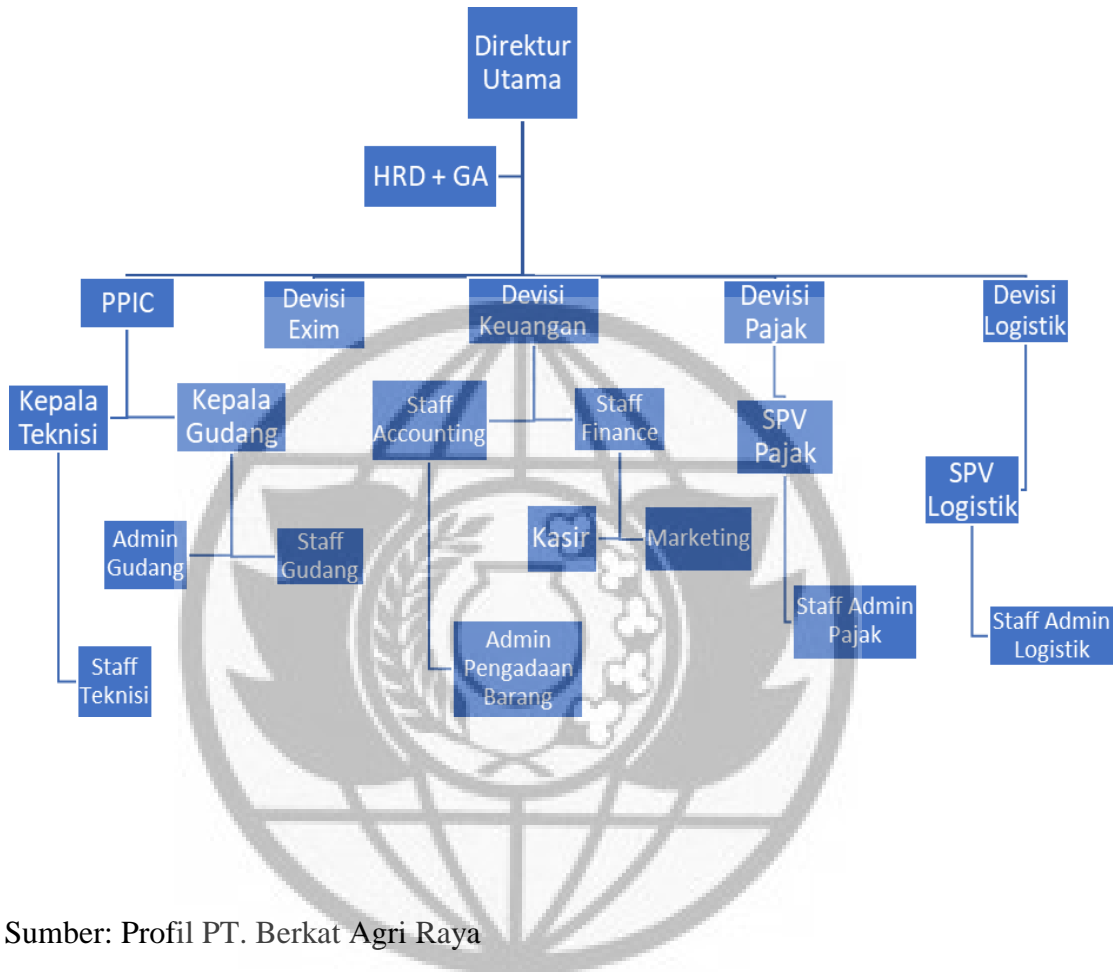 Direktur
Utama
HRD + GA
PPIC
Devisi
Exim
Devisi
Keuangan
Devisi
Pajak
Devisi
Logistik
Kepala
Teknisi
Kepala
Gudang
Staff
Accounting
Staff
Finance
SPV
Pajak
SPV
Logistik
Admin
Gudang
Staff
Gudang
Kasir
Marketing
Staff Admin
Pajak
Staff Admin
Logistik
Staff
Teknisi
Admin
Pengadaan
Barang
Sumber: Profil PT. Berkat Agri Raya